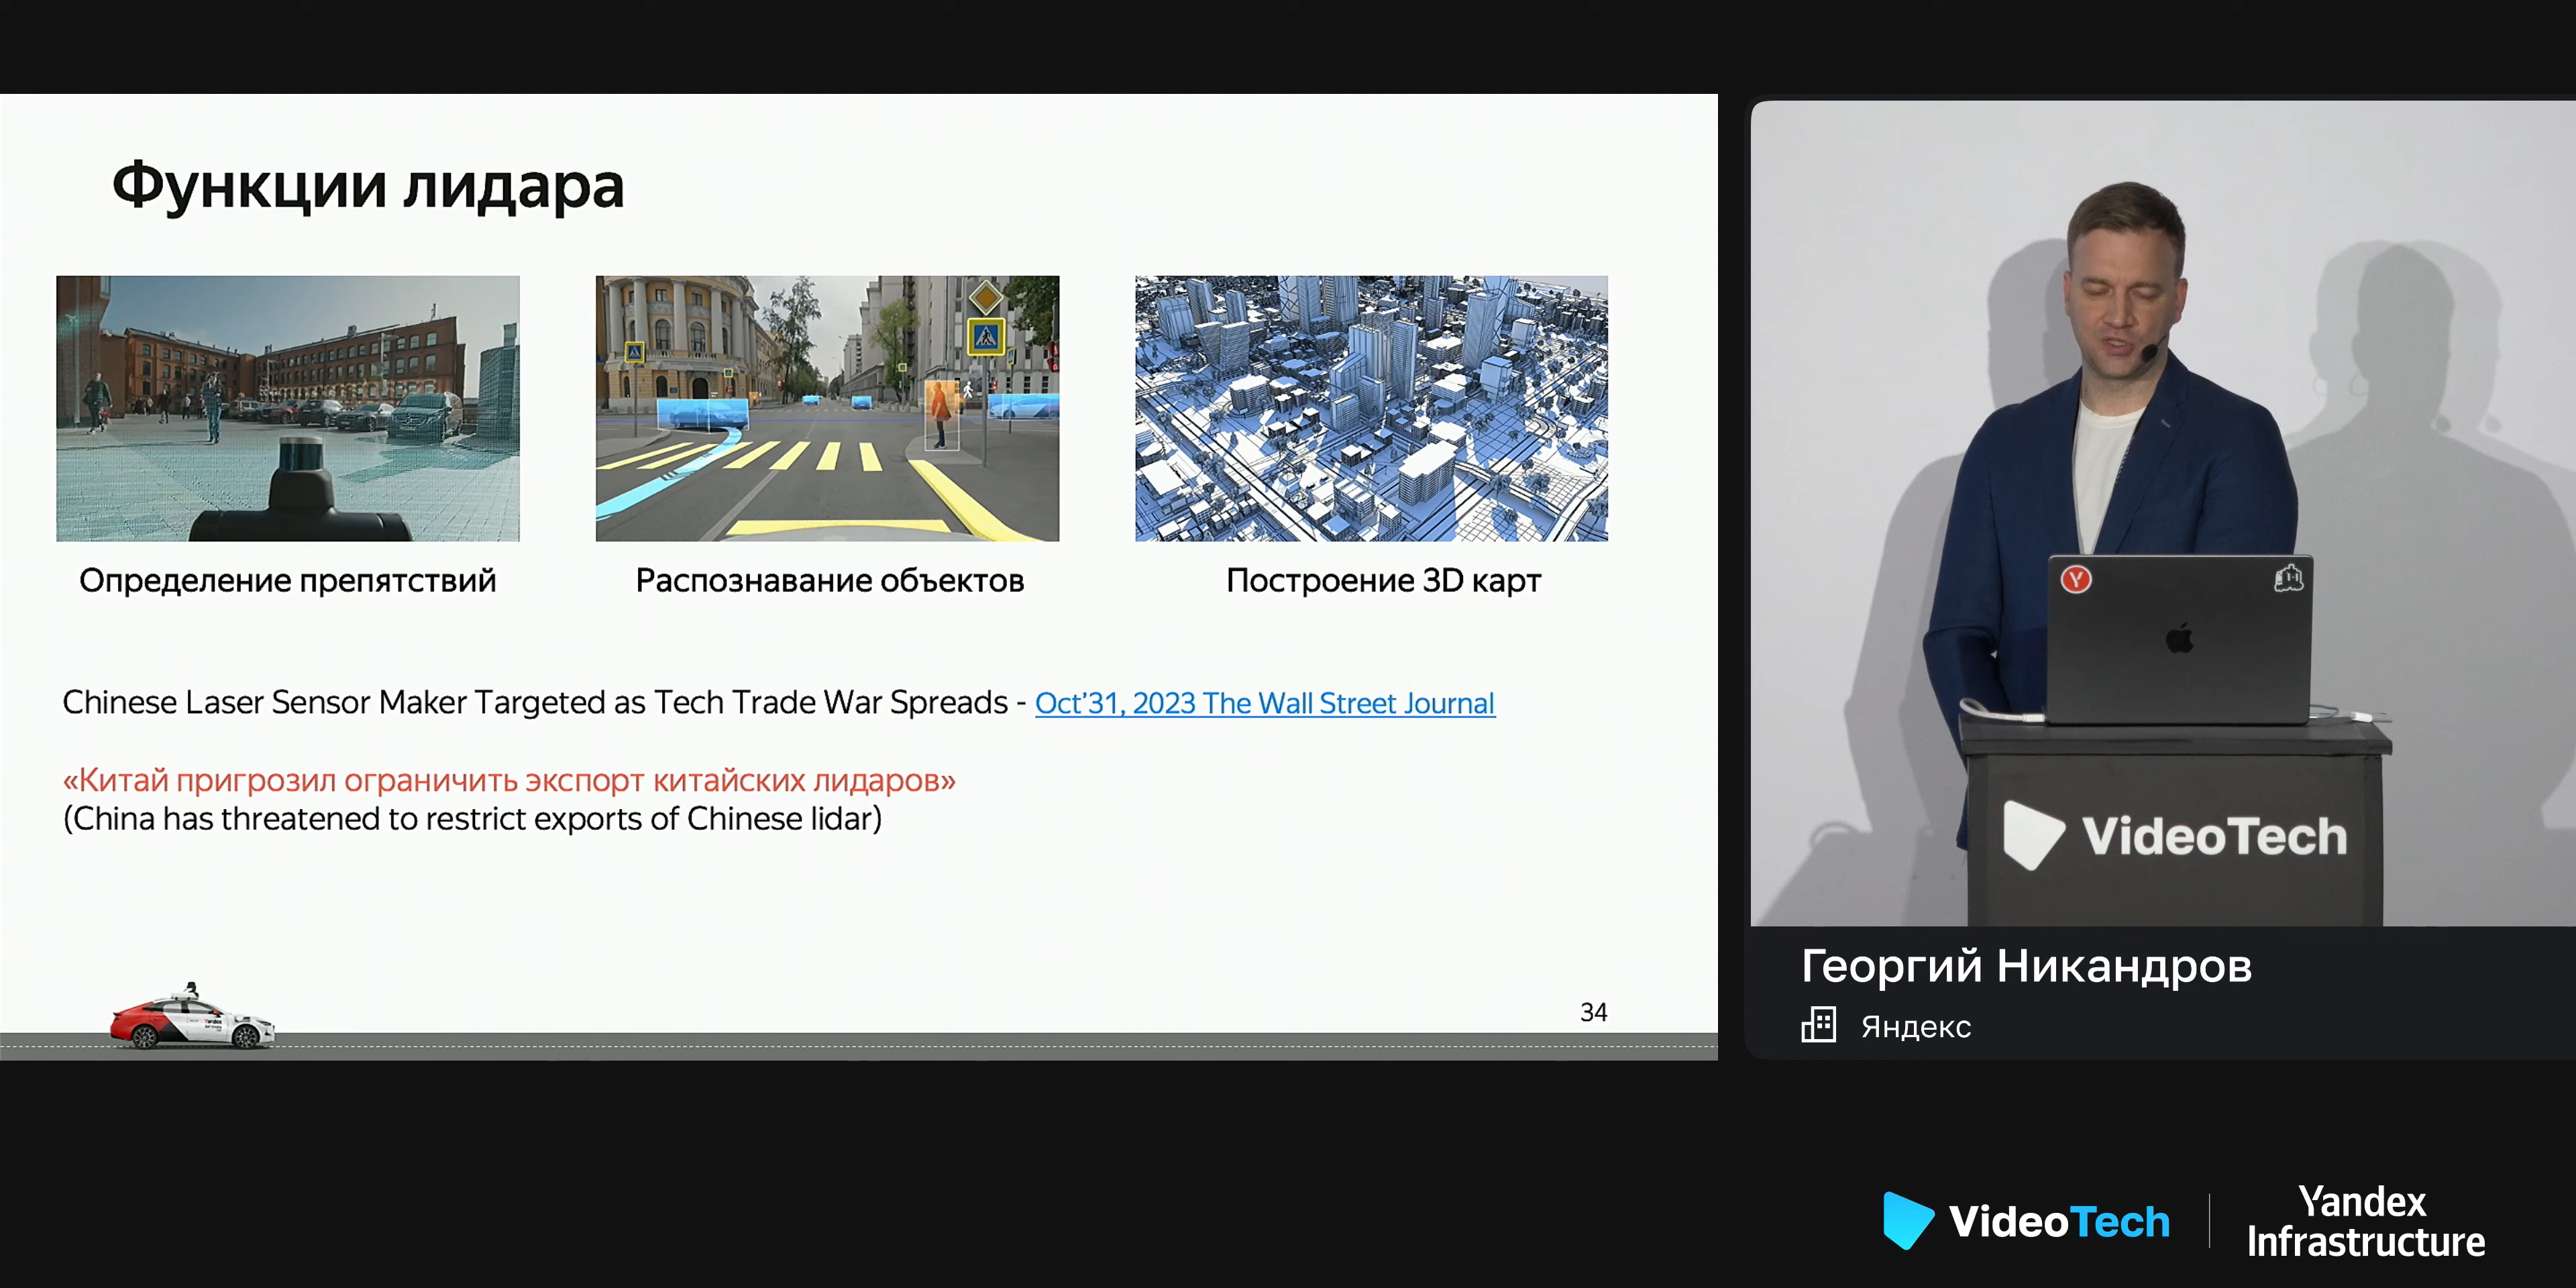 Функции лидара
Определение препятствий
Распознавание объектов
Построение 3D карт
Chinese Laser Sensor Maker Targeted as Tech Trade War Spreads - Oct’31, 2023 The Wall Street Journal
«Китай пригрозил ограничить экспорт китайских лидаров»
(China has threatened to restrict exports of Chinese lidar)
34
VideoTech
Георгий Никандров
Яндекс
VideoTech
Yandex
Infrastructure